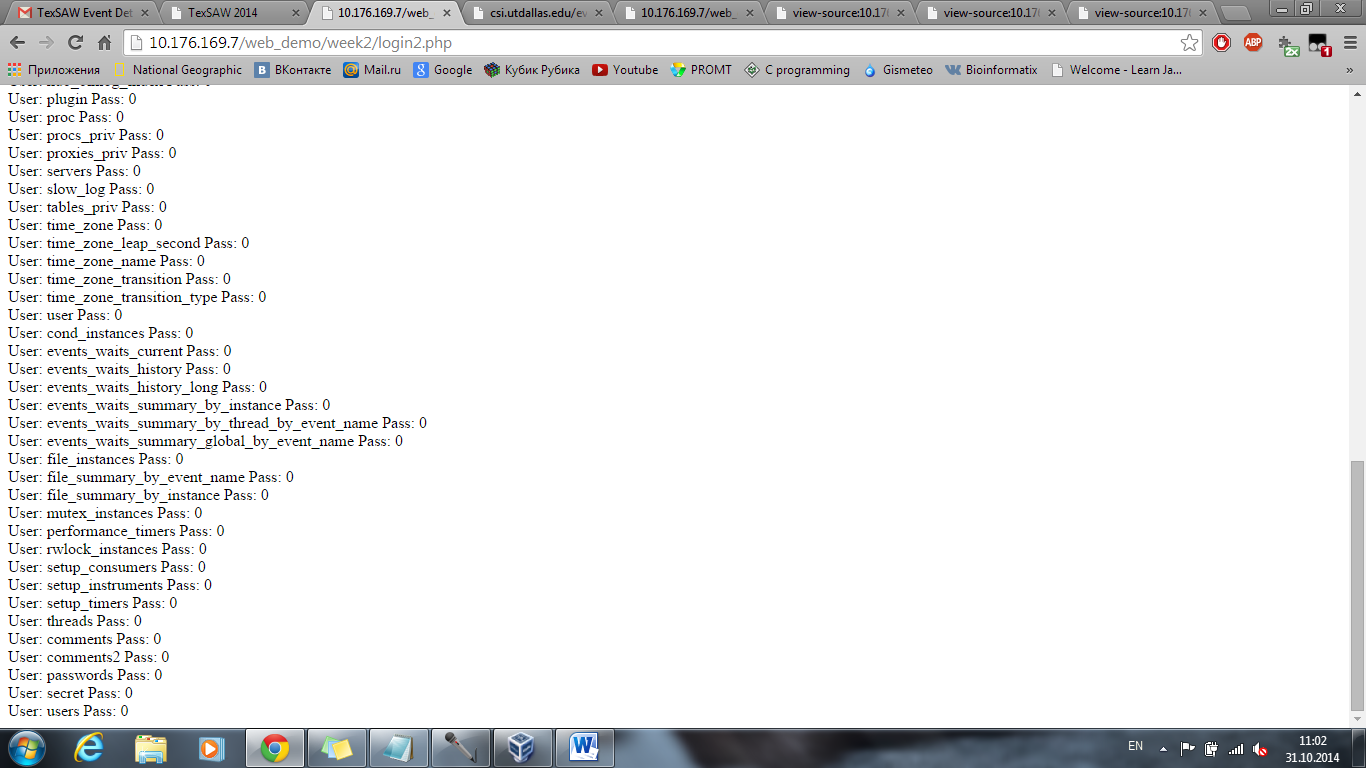 TexSAW Event Det
TexSAW 2014
10.176.169.7/web_
csi.utdallas.edu/ev
10.176.169.7/web_
view-source:10.17
view-source:10.17
view-source:10.176
10.176.169.7/web_demo/week2/login2.php
Приложения
National Geographic
ВКонтакте
Mail.ru
Google
Кубик Рубика
Youtube
PROMT
C programming
Gismeteo
Bioinformatix
Welcome - Learn Ja...
»
User: plugin Pass: 0
User: proc Pass: 0
User: procs_priv Pass: 0
User: proxies_priv Pass: 0
User: servers Pass: 0
User: slow_log Pass: 0
User: tables_priv Pass: 0
User: time_zone Pass: 0
User: time_zone_leap_second Pass: 0
User: time_zone_name Pass: 0
User: time_zone_transition Pass: 0
User: time_zone_transition_type Pass: 0
User: user Pass: 0
User: cond_instances Pass: 0
User: events_waits_current Pass: 0
User: events_waits_history Pass: 0
User: events_waits_history_long Pass: 0
User: events_waits_summary_by_instance Pass: 0
User: events_waits_summary_by_thread_by_event_name Pass: 0
User: events_waits_summary_global_by_event_name Pass: 0
User: file_instances Pass: 0
User: file_summary_by_event_name Pass: 0
User: file_summary_by_instance Pass: 0
User: mutex_instances Pass: 0
User: performance_timers Pass: 0
User: rwlock_instances Pass: 0
User: setup_consumers Pass: 0
User: setup_instruments Pass: 0
User: setup_timers Pass: 0
User: threads Pass: 0
User: comments Pass: 0
User: comments2 Pass: 0
User: passwords Pass: 0
User: secret Pass: 0
User: users Pass: 0
EN
11:02
31.10.2014